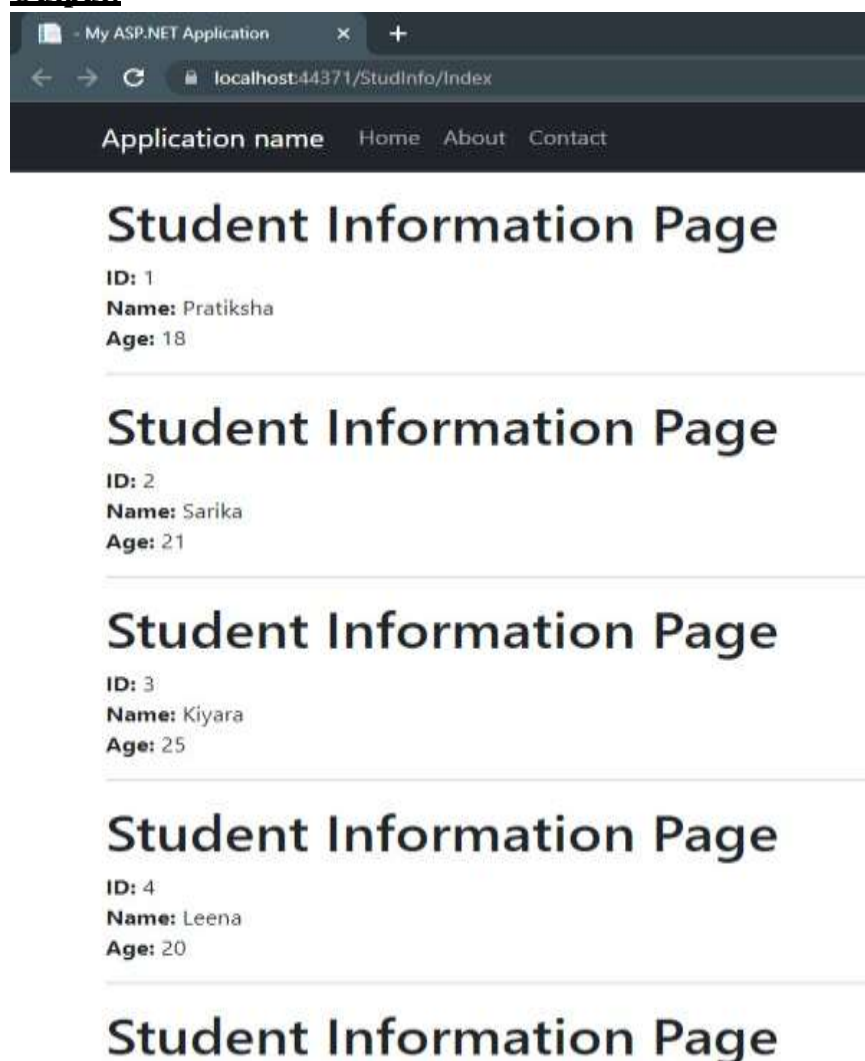 - My ASP.NET Application
localhost:44371/StudInfo/Index
Application name Home About Contact
Student Information Page
ID: 1
Name: Pratiksha
Age: 18
Student Information Page
ID: 2
Name: Sarika
Age: 21
Student Information Page
ID: 3
Name: Kiyara
Age: 25
Student Information Page
ID: 4
Name: Leena
Age: 20
Student Information Page